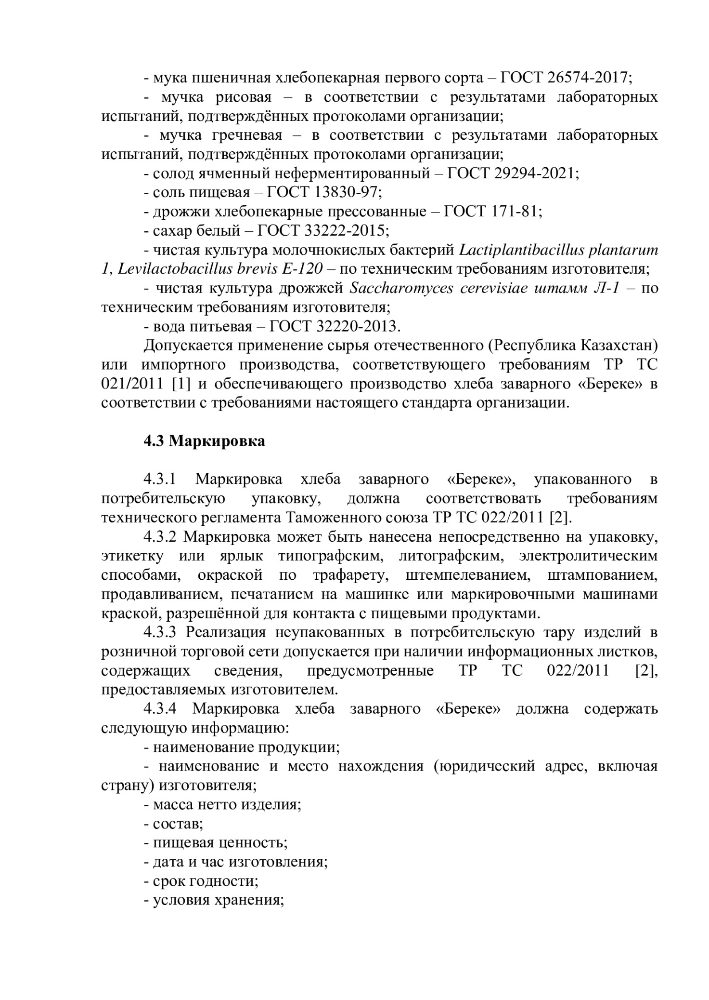 - мука пшеничная хлебопекарная первого сорта – ГОСТ 26574-2017;
- мучка рисовая – в соответствии с результатами лабораторных
испытаний, подтверждённых протоколами организации;
- мучка гречневая – в соответствии с результатами лабораторных
испытаний, подтверждённых протоколами организации;
- солод ячменный неферментированный – ГОСТ 29294-2021;
- соль пищевая – ГОСТ 13830-97;
- дрожжи хлебопекарные прессованные – ГОСТ 171-81;
- сахар белый – ГОСТ 33222-2015;
- чистая культура молочнокислых бактерий Lactiplantibacillus plantarum
1, Levilactobacillus brevis E-120 – по техническим требованиям изготовителя;
- чистая культура дрожжей Saccharomyces cerevisiae штамм Л-1 – по
техническим требованиям изготовителя;
- вода питьевая – ГОСТ 32220-2013.
Допускается применение сырья отечественного (Республика Казахстан)
или импортного производства, соответствующего требованиям ТР ТС
021/2011 [1] и обеспечивающего производство хлеба заварного «Береке» в
соответствии с требованиями настоящего стандарта организации.
4.3 Маркировка
4.3.1 Маркировка хлеба заварного «Береке», упакованного в
потребительскую упаковку, должна соответствовать требованиям
технического регламента Таможенного союза ТР ТС 022/2011 [2].
4.3.2 Маркировка может быть нанесена непосредственно на упаковку,
этикетку или ярлык типографским, литографским, электролитическим
способами, окраской по трафарету, штемпелеванием, штампованием,
продавливанием, печатанием на машинке или маркировочными машинами
краской, разрешённой для контакта с пищевыми продуктами.
4.3.3 Реализация неупакованных в потребительскую тару изделий в
розничной торговой сети допускается при наличии информационных листков,
содержащих сведения, предусмотренные ТР ТС 022/2011 [2],
предоставляемых изготовителем.
4.3.4 Маркировка хлеба заварного «Береке» должна содержать
следующую информацию:
- наименование продукции;
- наименование и место нахождения (юридический адрес, включая
страну) изготовителя;
- масса нетто изделия;
- состав;
- пищевая ценность;
- дата и час изготовления;
- срок годности;
- условия хранения;